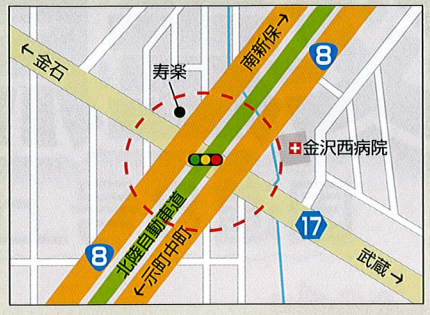 ←金石
寿楽
南新保→
8
金沢西病院
17
武蔵→
北陸自動車道
←示町中町
8